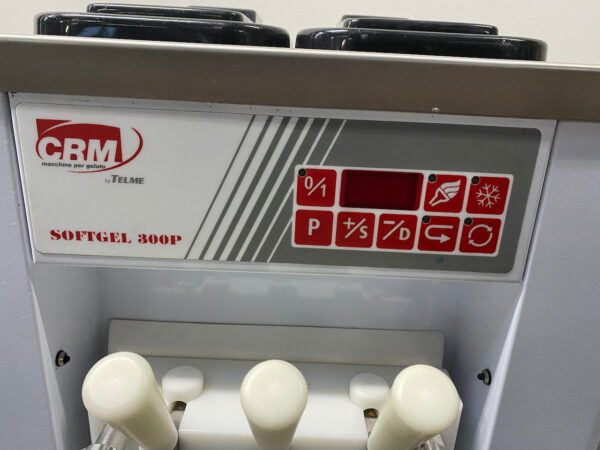 CRM
macchine per gelato
by TELME
SOFTGEL 300P
0/1
P +/S -/D